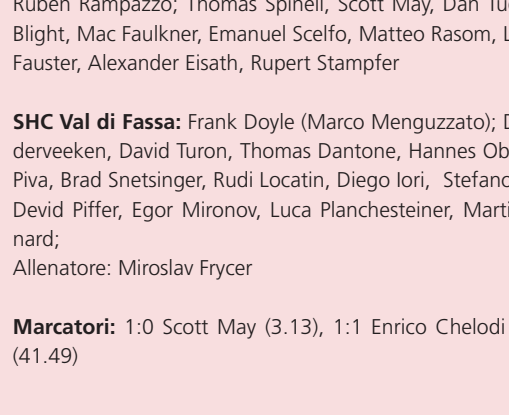 Ruben Rampazzo; Thomas Spinell, Scott May, Dan
Blight, Mac Faulkner, Emanuel Scelfo, Matteo Rasom,
Fauster, Alexander Eisath, Rupert Stampfer
SHC Val di Fassa: Frank Doyle (Marco Menguzzato);
derveeken, David Turon, Thomas Dantone, Hannes
Piva, Brad Snetsinger, Rudi Locatin, Diego Iori,
Devid Piffer, Egor Mironov, Luca Planchesteiner,
nard;
Allenatore: Miroslav Frycer
Marcatori: 1:0 Scott May (3.13), 1:1 Enrico Chelodi
(41.49)